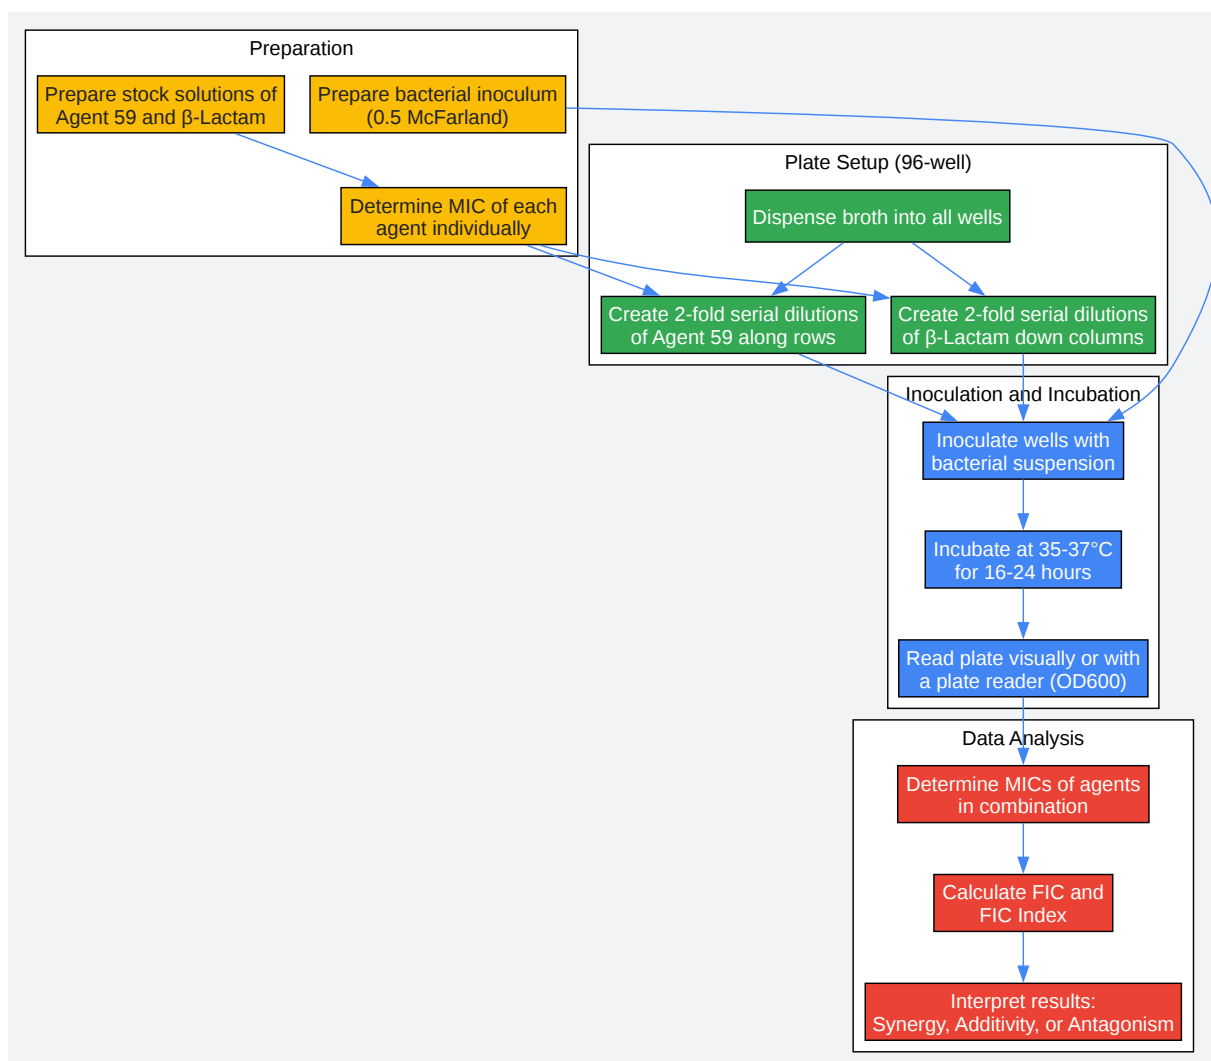 Preparation
Prepare stock solutions of
Agent 59 and β-Lactam
Prepare bacterial inoculum
(0.5 McFarland)
Determine MIC of each
agent individually
Plate Setup (96-well)
Dispense broth into all wells
Create 2-fold serial dilutions
of Agent 59 along rows
Create 2-fold serial dilutions
of β-Lactam down columns
Inoculation and Incubation
Inoculate wells with
bacterial suspension
Incubate at 35-37°C
for 16-24 hours
Read plate visually or with
a plate reader (OD600)
Data Analysis
Determine MICs of agents
in combination
Calculate FIC and
FIC Index
Interpret results:
Synergy, Additivity, or Antagonism